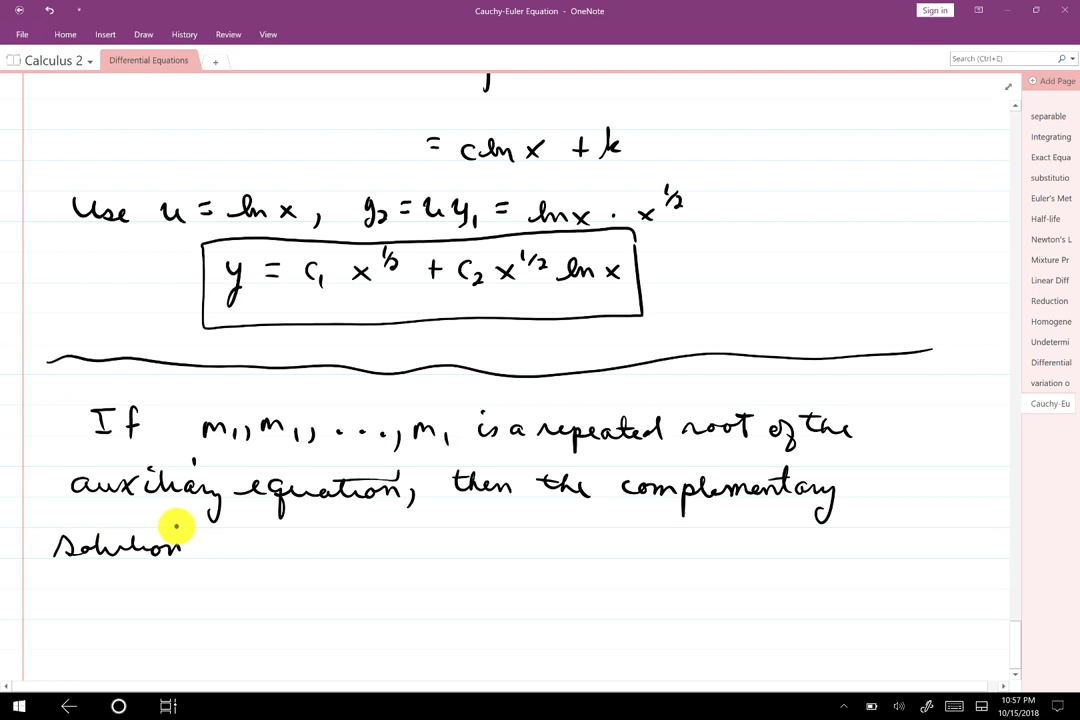 Cauchy-Euler Equation - OneNote
Sign in
File Home Insert Draw History Review View
Calculus 2
Differential Equations
Search (Ctrl+E)
Add Page
= c ln x + k
Use u = ln x, y₂ = u y₁ = ln x · x^1/2
y = c₁ x^1/2 + c₂ x^1/2 ln x
If m₁, m₁, ..., m₁ is a repeated root of the
auxiliary equation, then the complementary
solution
separable
Integrating
Exact Equa
substitutio
Euler's Met
Half-life
Newton's L
Mixture Pr
Linear Diff
Reduction
Homogene
Undetermi
Differential
variation o
Cauchy-Eu
10:57 PM
10/15/2018